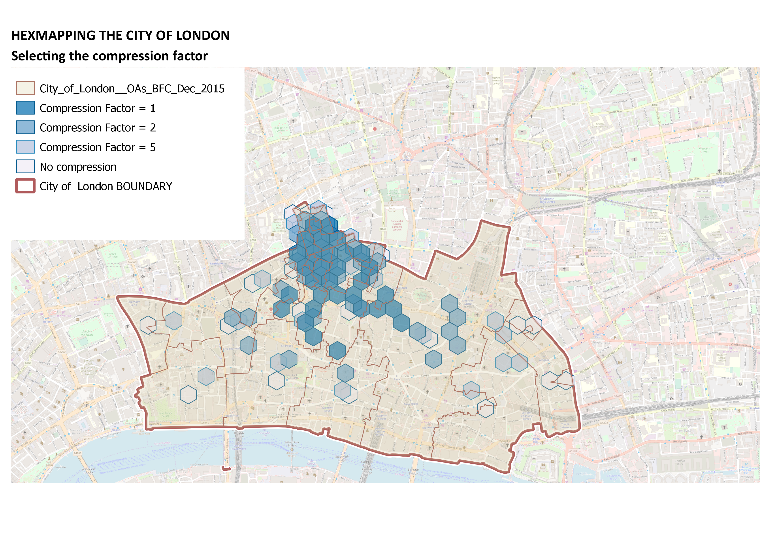 HEXMAPPING THE CITY OF LONDON
Selecting the compression factor
City_of_London__OAs_BFC_Dec_2015
Compression Factor = 1
Compression Factor = 2
Compression Factor = 5
No compression
City of London BOUNDARY